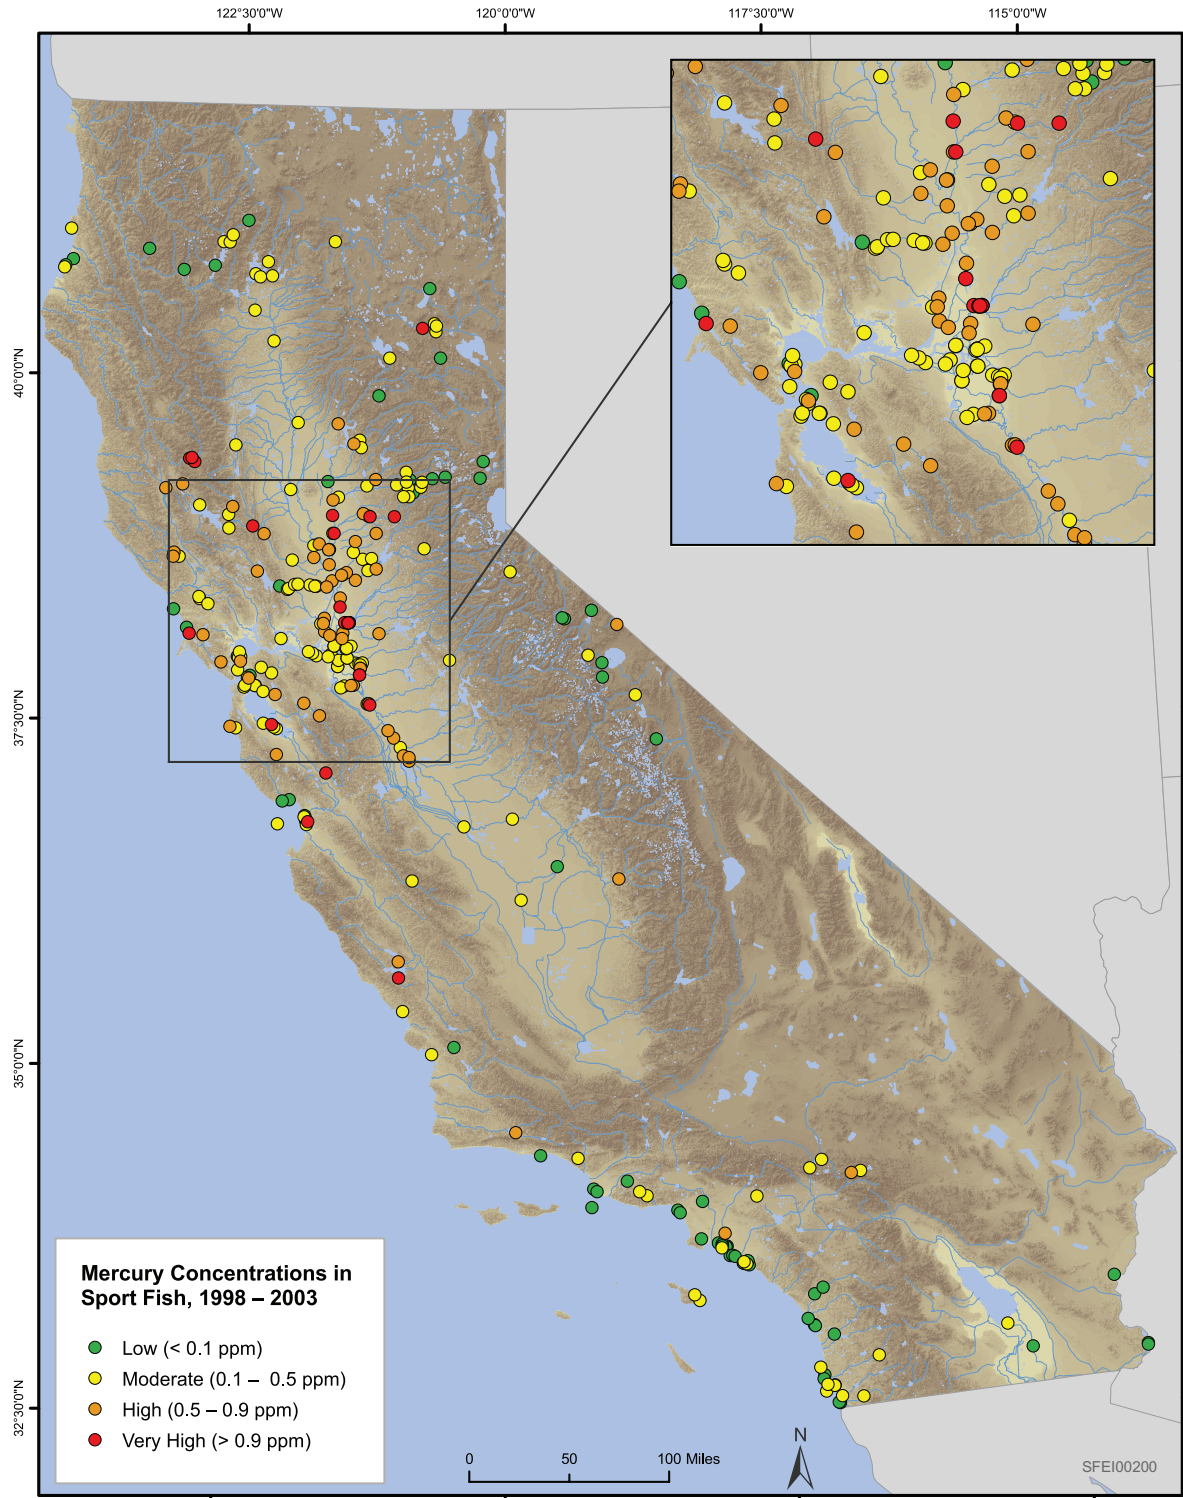 122°30'0"W 120°0'0"W 117°30'0"W 115°0'0"W
40°0'0"N
37°30'0"N
35°0'0"N
32°30'0"N
Mercury Concentrations in
Sport Fish, 1998 – 2003
Low (< 0.1 ppm)
Moderate (0.1 – 0.5 ppm)
High (0.5 – 0.9 ppm)
Very High (> 0.9 ppm)
0 50 100 Miles
N
SFEI00200